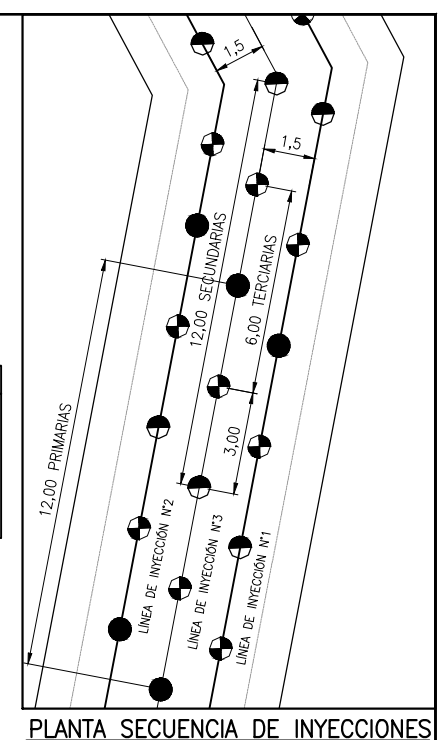 1,5
1,5
12,00 SECUNDARIAS
6,00 TERCIARIAS
12,00 PRIMARIAS
3,00
LÍNEA DE INYECCIÓN N°2
LÍNEA DE INYECCIÓN N°3
LÍNEA DE INYECCIÓN N°1
PLANTA SECUENCIA DE INYECCIONES